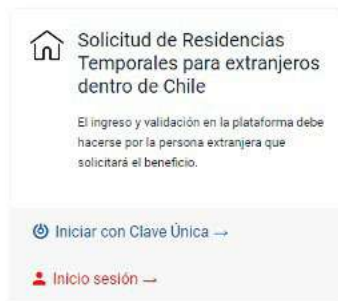 Solicitud de Residencias
Temporales para extranjeros
dentro de Chile
El ingreso y validación en la plataforma debe
hacerse por la persona extranjera que
solicitará el beneficio.
Iniciar con Clave Única →
Inicio sesión →